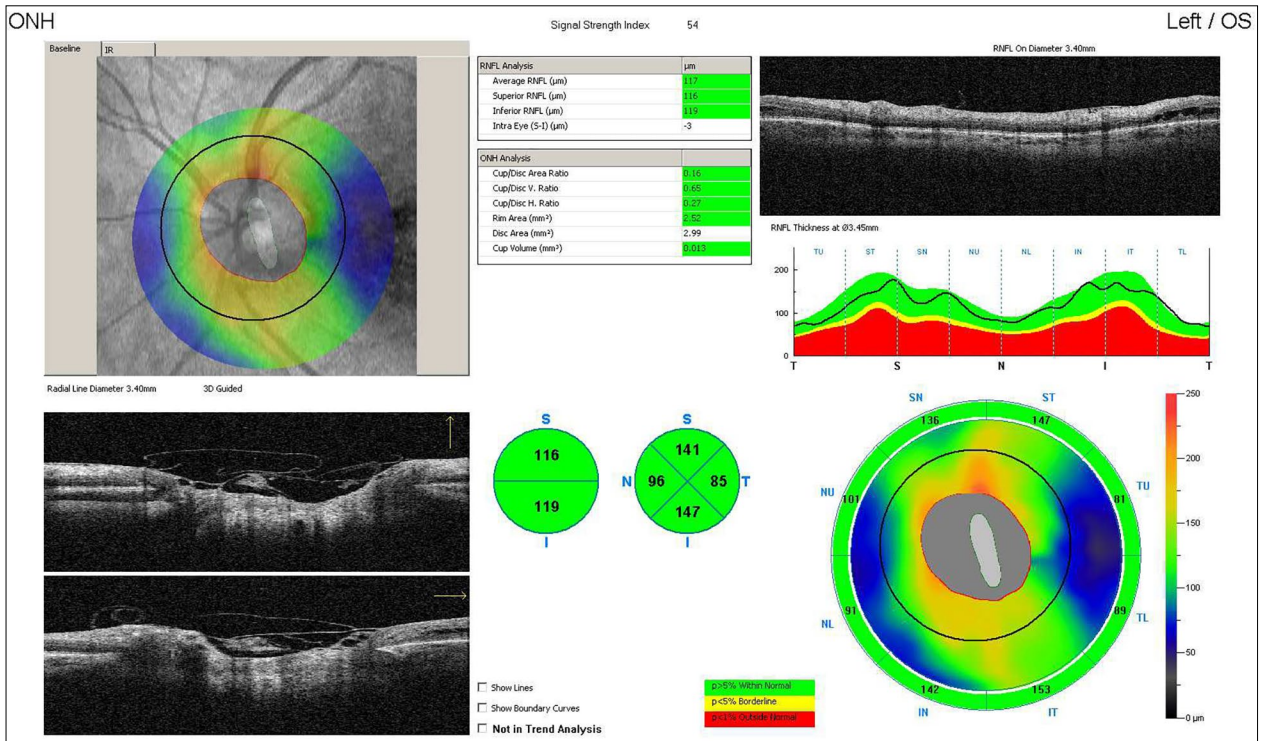 ONH
Signal Strength Index 54
Left / OS
Baseline
IR
RNFL Analysis µm
Average RNFL (µm) 117
Superior RNFL (µm) 116
Inferior RNFL (µm) 119
Intra Eye (S-I) (µm) -3
ONH Analysis
Cup/Disc Area Ratio 0.16
Cup/Disc V. Ratio 0.65
Cup/Disc H. Ratio 0.27
Rim Area (mm²) 2.52
Disc Area (mm²) 2.99
Cup Volume (mm³) 0.013
RNFL On Diameter 3.40mm
RNFL Thickness at Ø3.45mm
TU ST SN NU NL IN IT TL
200
100
0
T S N I T
Radial Line Diameter 3.40mm 3D Guided
S
116
119
I
S
141
N 96 85 T
147
I
SN ST
136 147
NU 101 81 TU
NL 91 89 TL
142 153
IN IT
250
200
150
100
50
0 µm
Show Lines
Show Boundary Curves
Not in Trend Analysis
p>5% Within Normal
p<5% Borderline
p<1% Outside Normal